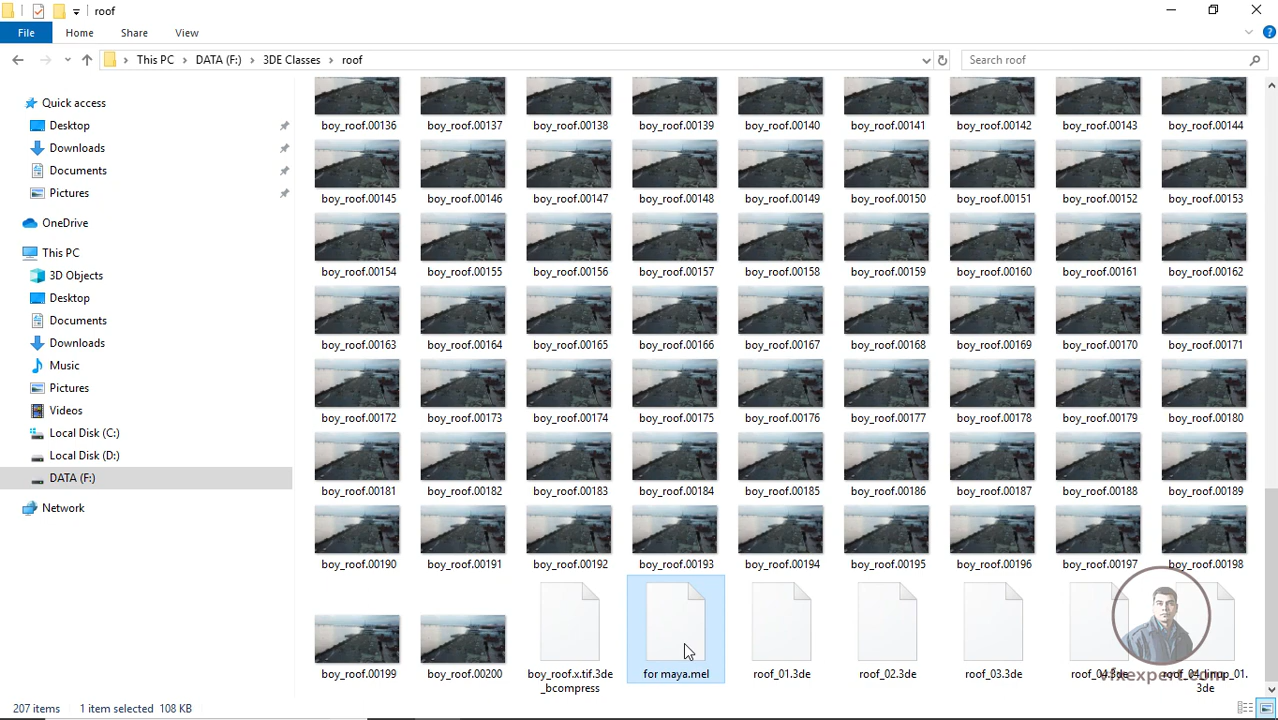 roof
File Home Share View
This PC DATA (F:) 3DE Classes roof
Search roof
Quick access
Desktop
Downloads
Documents
Pictures
OneDrive
This PC
3D Objects
Desktop
Documents
Downloads
Music
Pictures
Videos
Local Disk (C:)
Local Disk (D:)
DATA (F:)
Network
boy_roof.00136 boy_roof.00137 boy_roof.00138 boy_roof.00139 boy_roof.00140 boy_roof.00141 boy_roof.00142 boy_roof.00143 boy_roof.00144
boy_roof.00145 boy_roof.00146 boy_roof.00147 boy_roof.00148 boy_roof.00149 boy_roof.00150 boy_roof.00151 boy_roof.00152 boy_roof.00153
boy_roof.00154 boy_roof.00155 boy_roof.00156 boy_roof.00157 boy_roof.00158 boy_roof.00159 boy_roof.00160 boy_roof.00161 boy_roof.00162
boy_roof.00163 boy_roof.00164 boy_roof.00165 boy_roof.00166 boy_roof.00167 boy_roof.00168 boy_roof.00169 boy_roof.00170 boy_roof.00171
boy_roof.00172 boy_roof.00173 boy_roof.00174 boy_roof.00175 boy_roof.00176 boy_roof.00177 boy_roof.00178 boy_roof.00179 boy_roof.00180
boy_roof.00181 boy_roof.00182 boy_roof.00183 boy_roof.00184 boy_roof.00185 boy_roof.00186 boy_roof.00187 boy_roof.00188 boy_roof.00189
boy_roof.00190 boy_roof.00191 boy_roof.00192 boy_roof.00193 boy_roof.00194 boy_roof.00195 boy_roof.00196 boy_roof.00197 boy_roof.00198
boy_roof.00199 boy_roof.00200 boy_roof.x.tif.3de for maya.mel roof_01.3de roof_02.3de roof_03.3de roof_04.3de roof_04_linup_01.
_bcompress 3de
207 items 1 item selected 108 KB